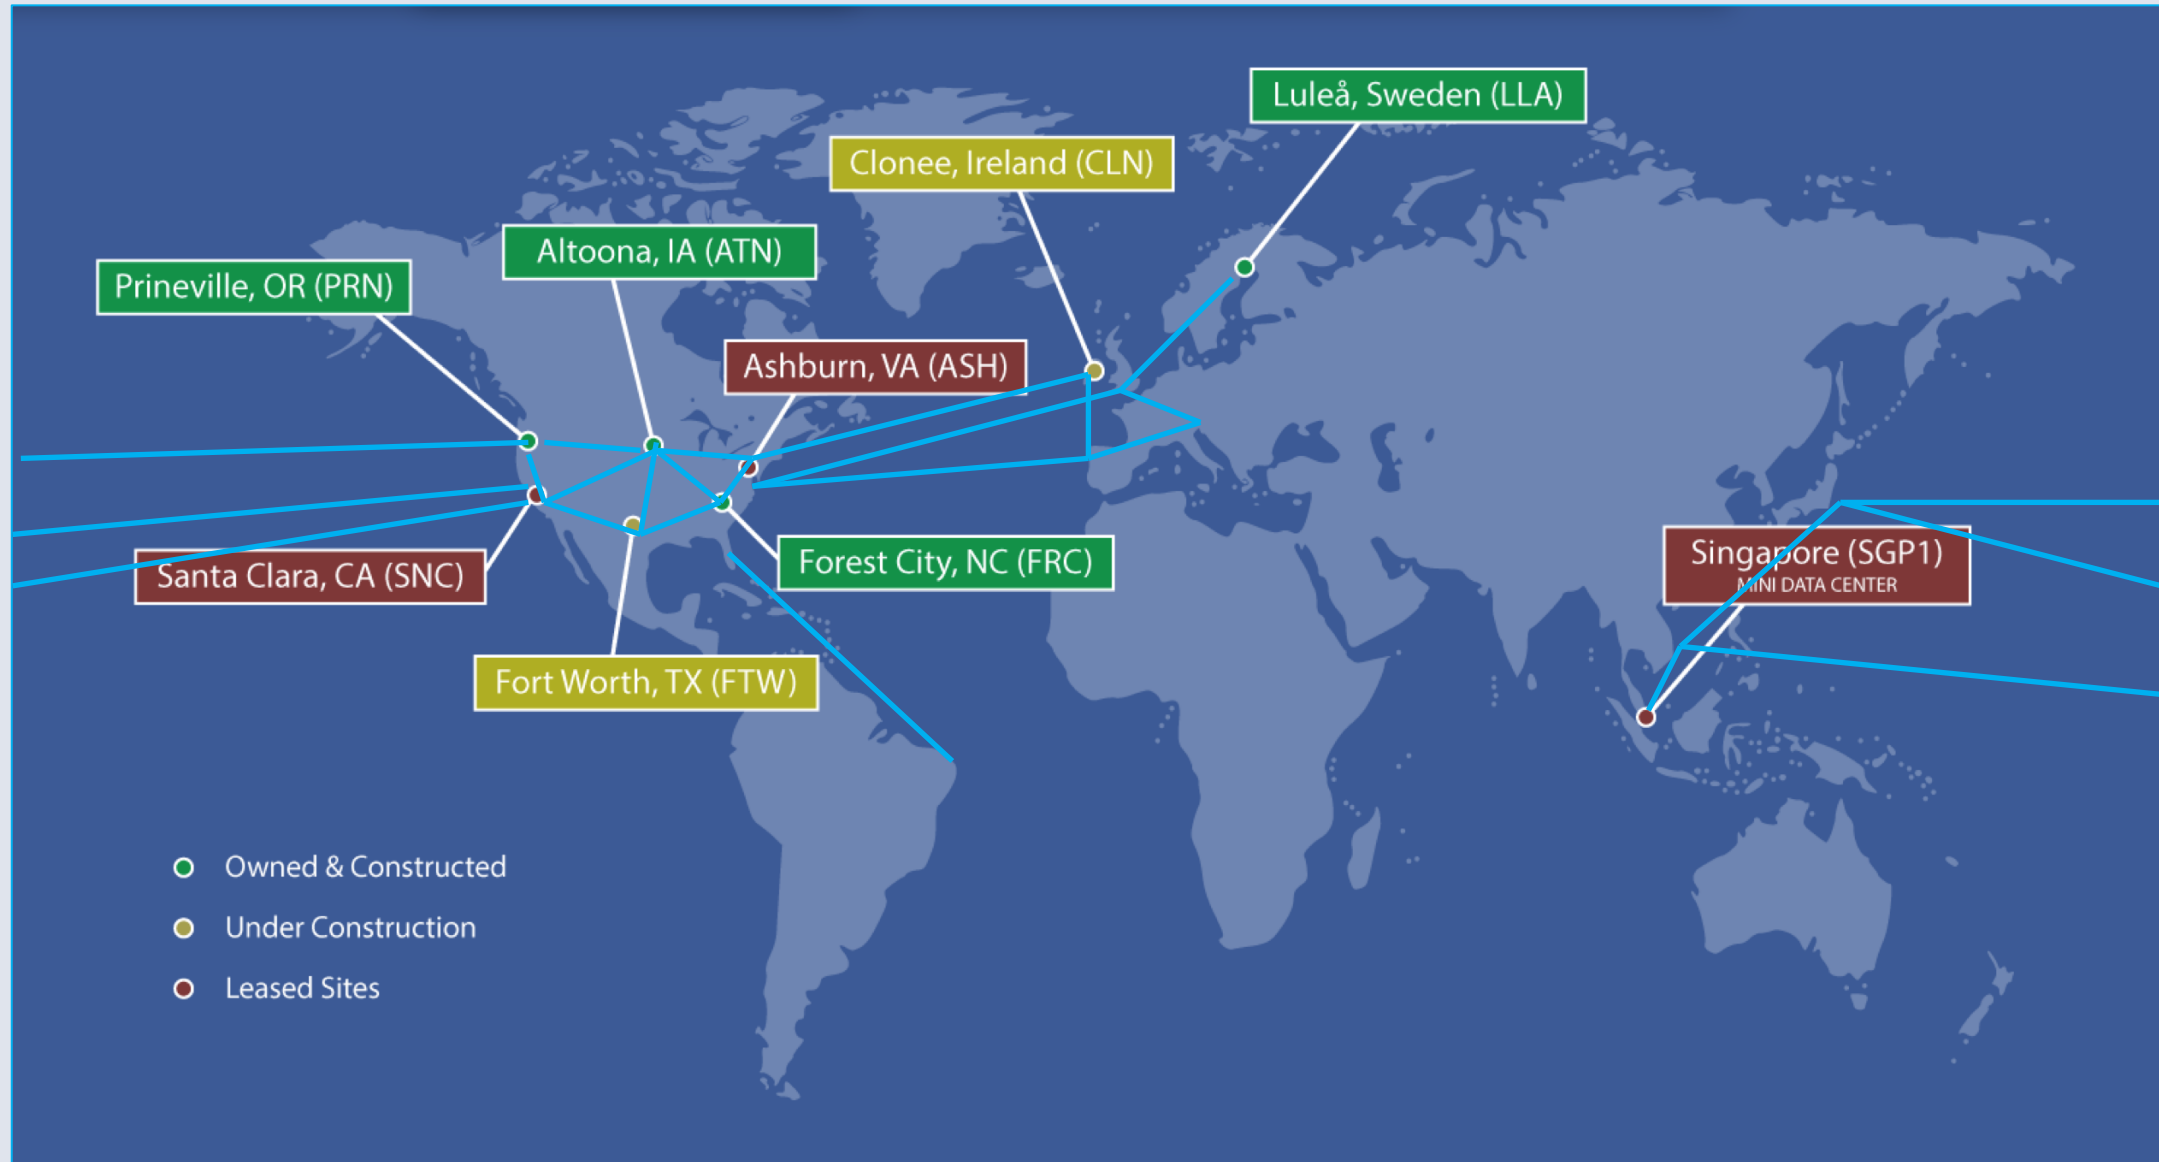 Luleå, Sweden (LLA)
Clonee, Ireland (CLN)
Altoona, IA (ATN)
Prineville, OR (PRN)
Ashburn, VA (ASH)
Singapore (SGP1)
MINI DATA CENTER
Santa Clara, CA (SNC)
Forest City, NC (FRC)
Fort Worth, TX (FTW)
Owned & Constructed
Under Construction
Leased Sites